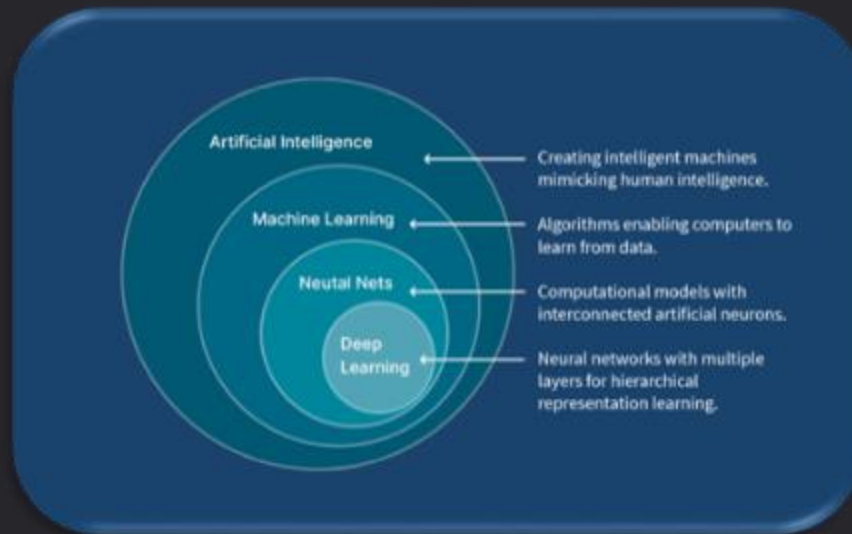 Artificial Intelligence
Creating intelligent machines
mimicking human intelligence.
Machine Learning
Algorithms enabling computers to
learn from data.
Neutal Nets
Computational models with
interconnected artificial neurons.
Deep
Learning
Neural networks with multiple
layers for hierarchical
representation learning.